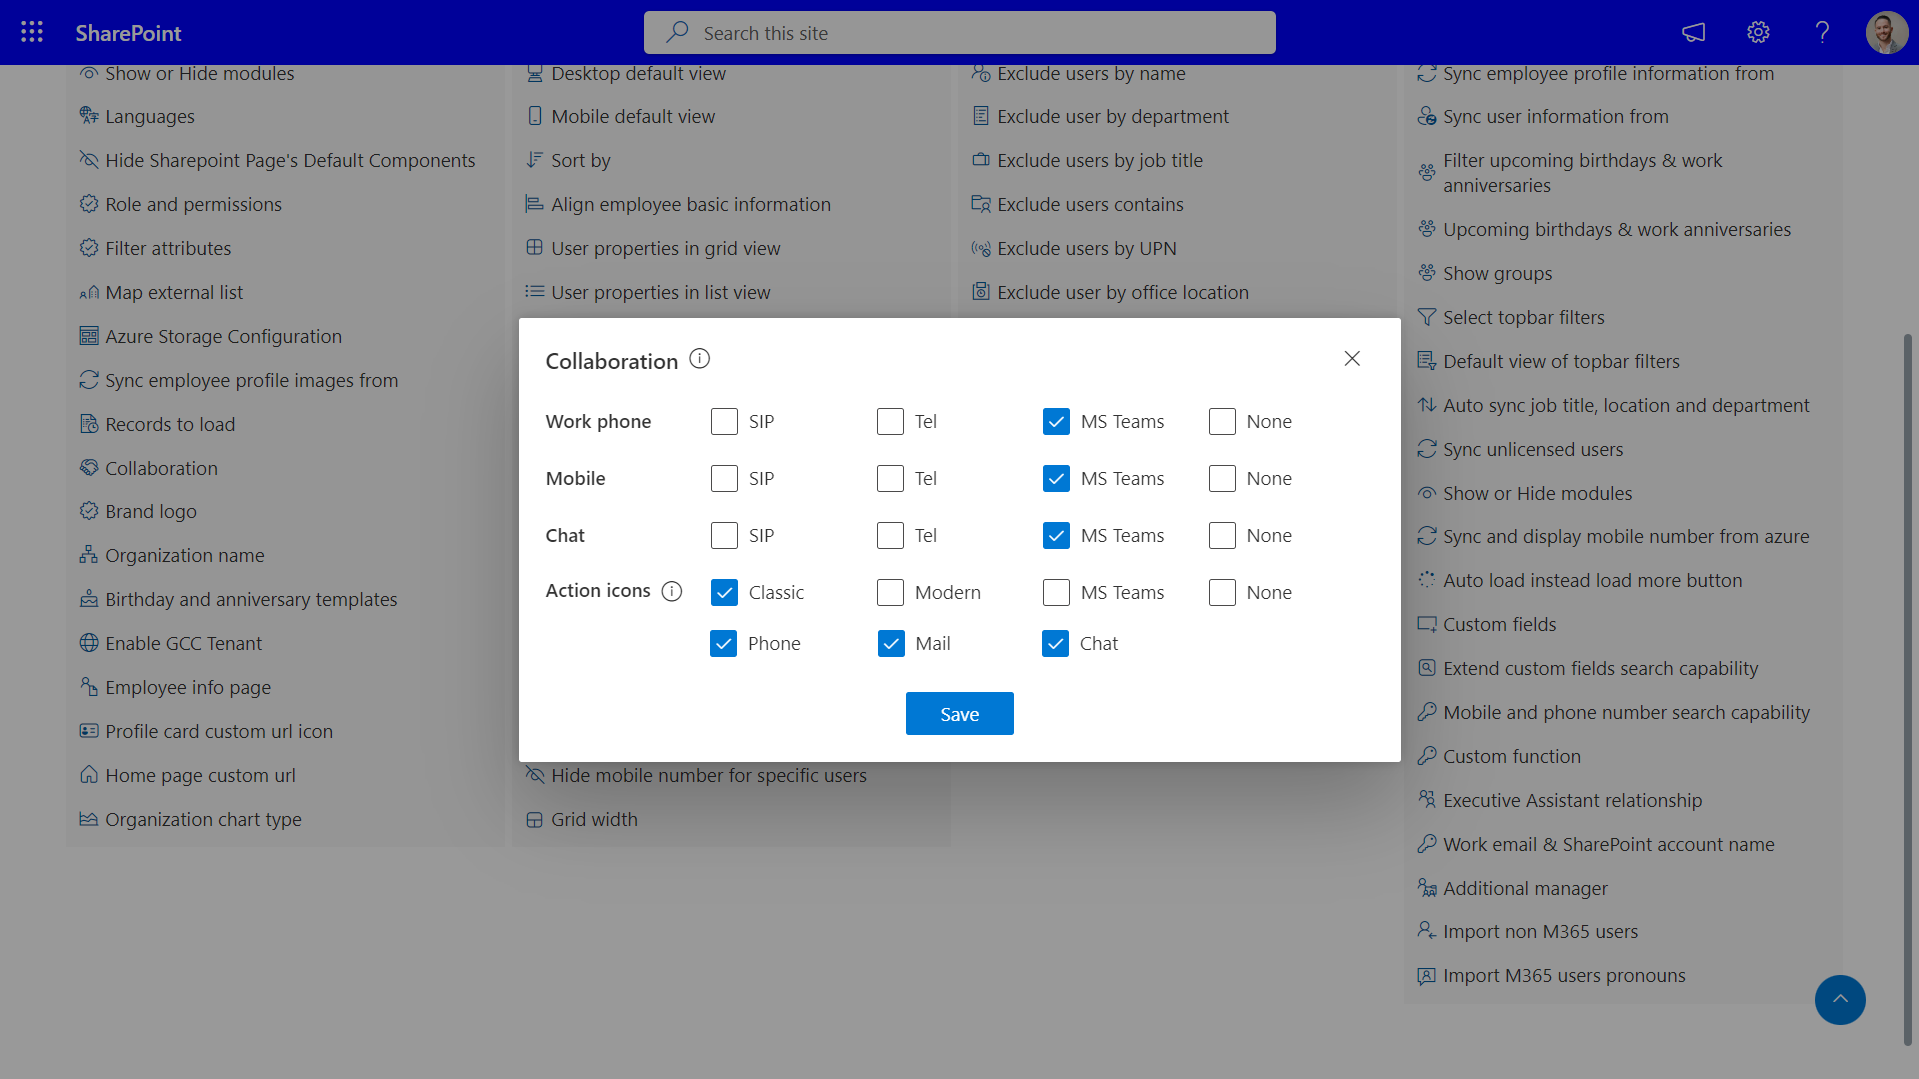 SharePoint
Search this site
Show or Hide modules
Languages
Hide Sharepoint Page's Default Components
Role and permissions
Filter attributes
Map external list
Azure Storage Configuration
Sync employee profile images from
Records to load
Collaboration
Brand logo
Organization name
Birthday and anniversary templates
Enable GCC Tenant
Employee info page
Profile card custom url icon
Home page custom url
Organization chart type
Desktop default view
Mobile default view
Sort by
Align employee basic information
User properties in grid view
User properties in list view
Hide mobile number for specific users
Grid width
Exclude users by name
Exclude user by department
Exclude users by job title
Exclude users contains
Exclude users by UPN
Exclude user by office location
Sync employee profile information from
Sync user information from
Filter upcoming birthdays & work
anniversaries
Upcoming birthdays & work anniversaries
Show groups
Select topbar filters
Default view of topbar filters
Auto sync job title, location and department
Sync unlicensed users
Show or Hide modules
Sync and display mobile number from azure
Auto load instead load more button
Custom fields
Extend custom fields search capability
Mobile and phone number search capability
Custom function
Executive Assistant relationship
Work email & SharePoint account name
Additional manager
Import non M365 users
Import M365 users pronouns
Collaboration
Work phone SIP Tel MS Teams None
Mobile SIP Tel MS Teams None
Chat SIP Tel MS Teams None
Action icons Classic Modern MS Teams None
Phone Mail Chat
Save